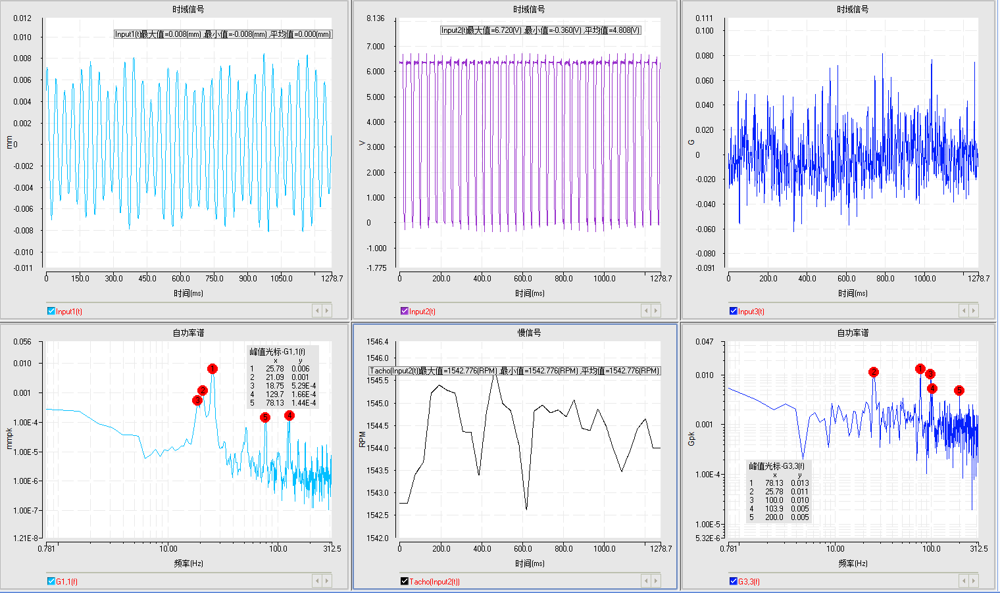 时域信号
0.012
0.010
0.008
0.006
0.004
0.002
0
-0.002
-0.004
-0.006
-0.008
-0.010
-0.011
mm
Input1(t)最大值=0.008(mm) ,最小值=-0.008(mm) ,平均值=0.000(mm)
0 150.0 300.0 450.0 600.0 750.0 900.0 1050.0 1278.7
时间(ms)
Input1(t)
时域信号
8.136
7.000
6.000
5.000
4.000
3.000
2.000
1.000
0
-1.000
-1.775
V
Input2(t)最大值=6.720(V) ,最小值=-0.360(V) ,平均值=4.808(V)
0 200.0 400.0 600.0 800.0 1000.0 1278.7
时间(ms)
Input2(t)
时域信号
0.111
0.100
0.080
0.060
0.040
0.020
0
-0.020
-0.040
-0.060
-0.080
-0.091
G
0 200.0 400.0 600.0 800.0 1000.0 1278.7
时间(ms)
Input3(t)
自功率谱
0.056
0.010
0.001
1.00E-4
1.00E-5
1.00E-6
1.00E-7
1.21E-8
mmpk
峰值光标-G1,1(f)
x y
1 25.78 0.006
2 21.09 0.001
3 18.75 5.29E-4
4 129.7 1.66E-4
5 78.13 1.44E-4
1
2
3
5
4
0.781 10.00 100.0 312.5
频率(Hz)
G1,1(f)
慢信号
1546.4
1546.0
1545.5
1545.0
1544.5
1544.0
1543.5
1543.0
1542.5
1542.0
RPM
Tacho(Input2(t))最大值=1542.776(RPM) ,最小值=1542.776(RPM) ,平均值=1542.776(RPM)
0 200.0 400.0 600.0 800.0 1000.0 1278.7
时间(ms)
Tacho(Input2(t))
自功率谱
0.047
0.010
0.001
1.00E-4
1.00E-5
5.32E-6
Gpk
2
1
3
4
5
峰值光标-G3,3(f)
x y
1 78.13 0.013
2 25.78 0.011
3 100.0 0.010
4 103.9 0.005
5 200.0 0.005
0.781 10.00 100.0 312.5
频率(Hz)
G3,3(f)